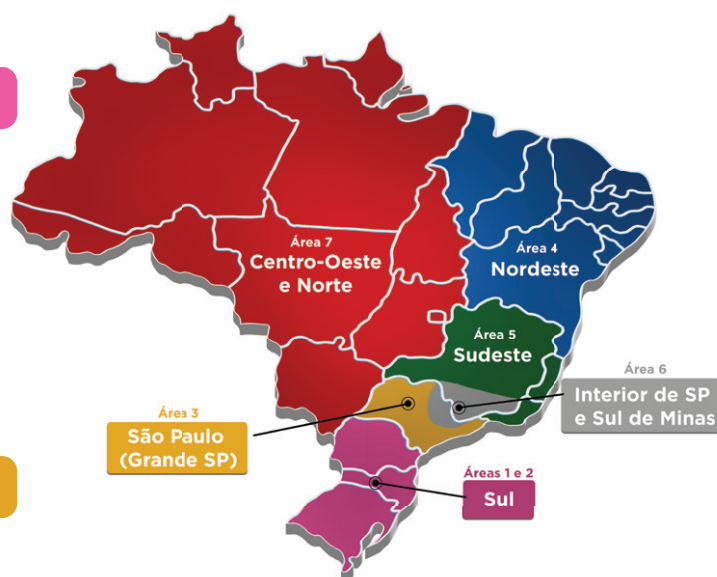 Área 7
Centro-Oeste
e Norte
Área 4
Nordeste
Área 5
Sudeste
Área 6
Interior de SP
e Sul de Minas
Área 3
São Paulo
(Grande SP)
Áreas 1 e 2
Sul